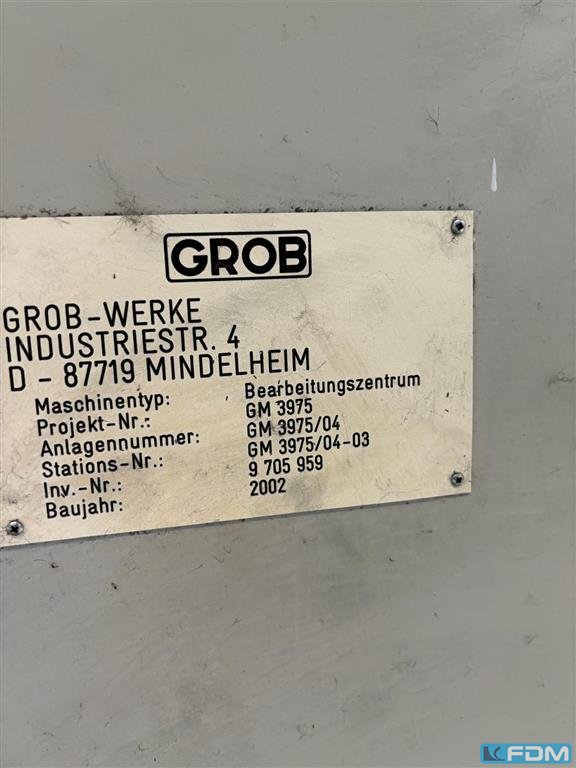 GROB
GROB-WERKE
INDUSTRIESTR. 4
D - 87719 MINDELHEIM
Maschinentyp: Bearbeitungszentrum
Projekt-Nr.: GM 3975
Anlagennummer: GM 3975/04
Stations-Nr.: GM 3975/04-03
Inv.-Nr.: 9 705 959
Baujahr: 2002
FDM